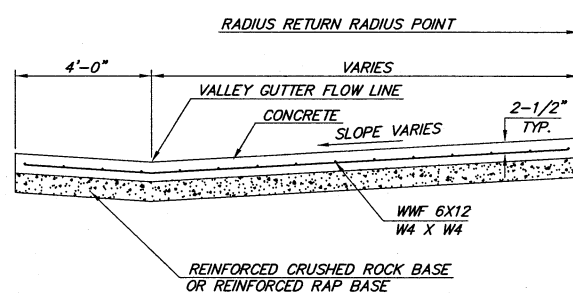 RADIUS RETURN RADIUS POINT
4'-0"
VARIES
VALLEY GUTTER FLOW LINE
CONCRETE
2-1/2"
TYP.
SLOPE VARIES
WWF 6X12
W4 X W4
REINFORCED CRUSHED ROCK BASE
OR REINFORCED RAP BASE